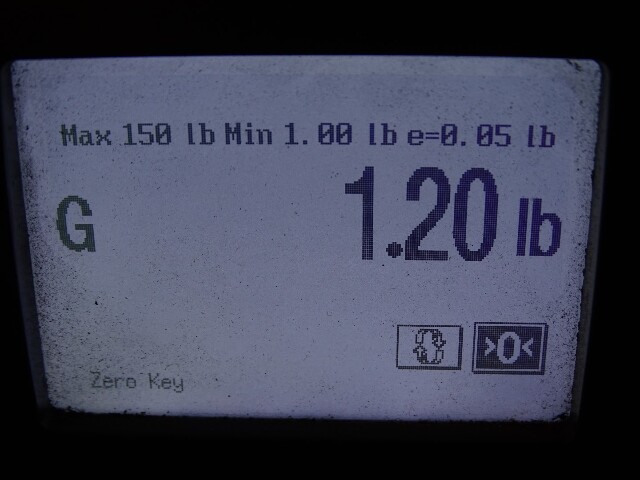 Max 150 lb Min 1.00 lb e=0.05 lb
G 1.20 lb
>0<
Zero Key